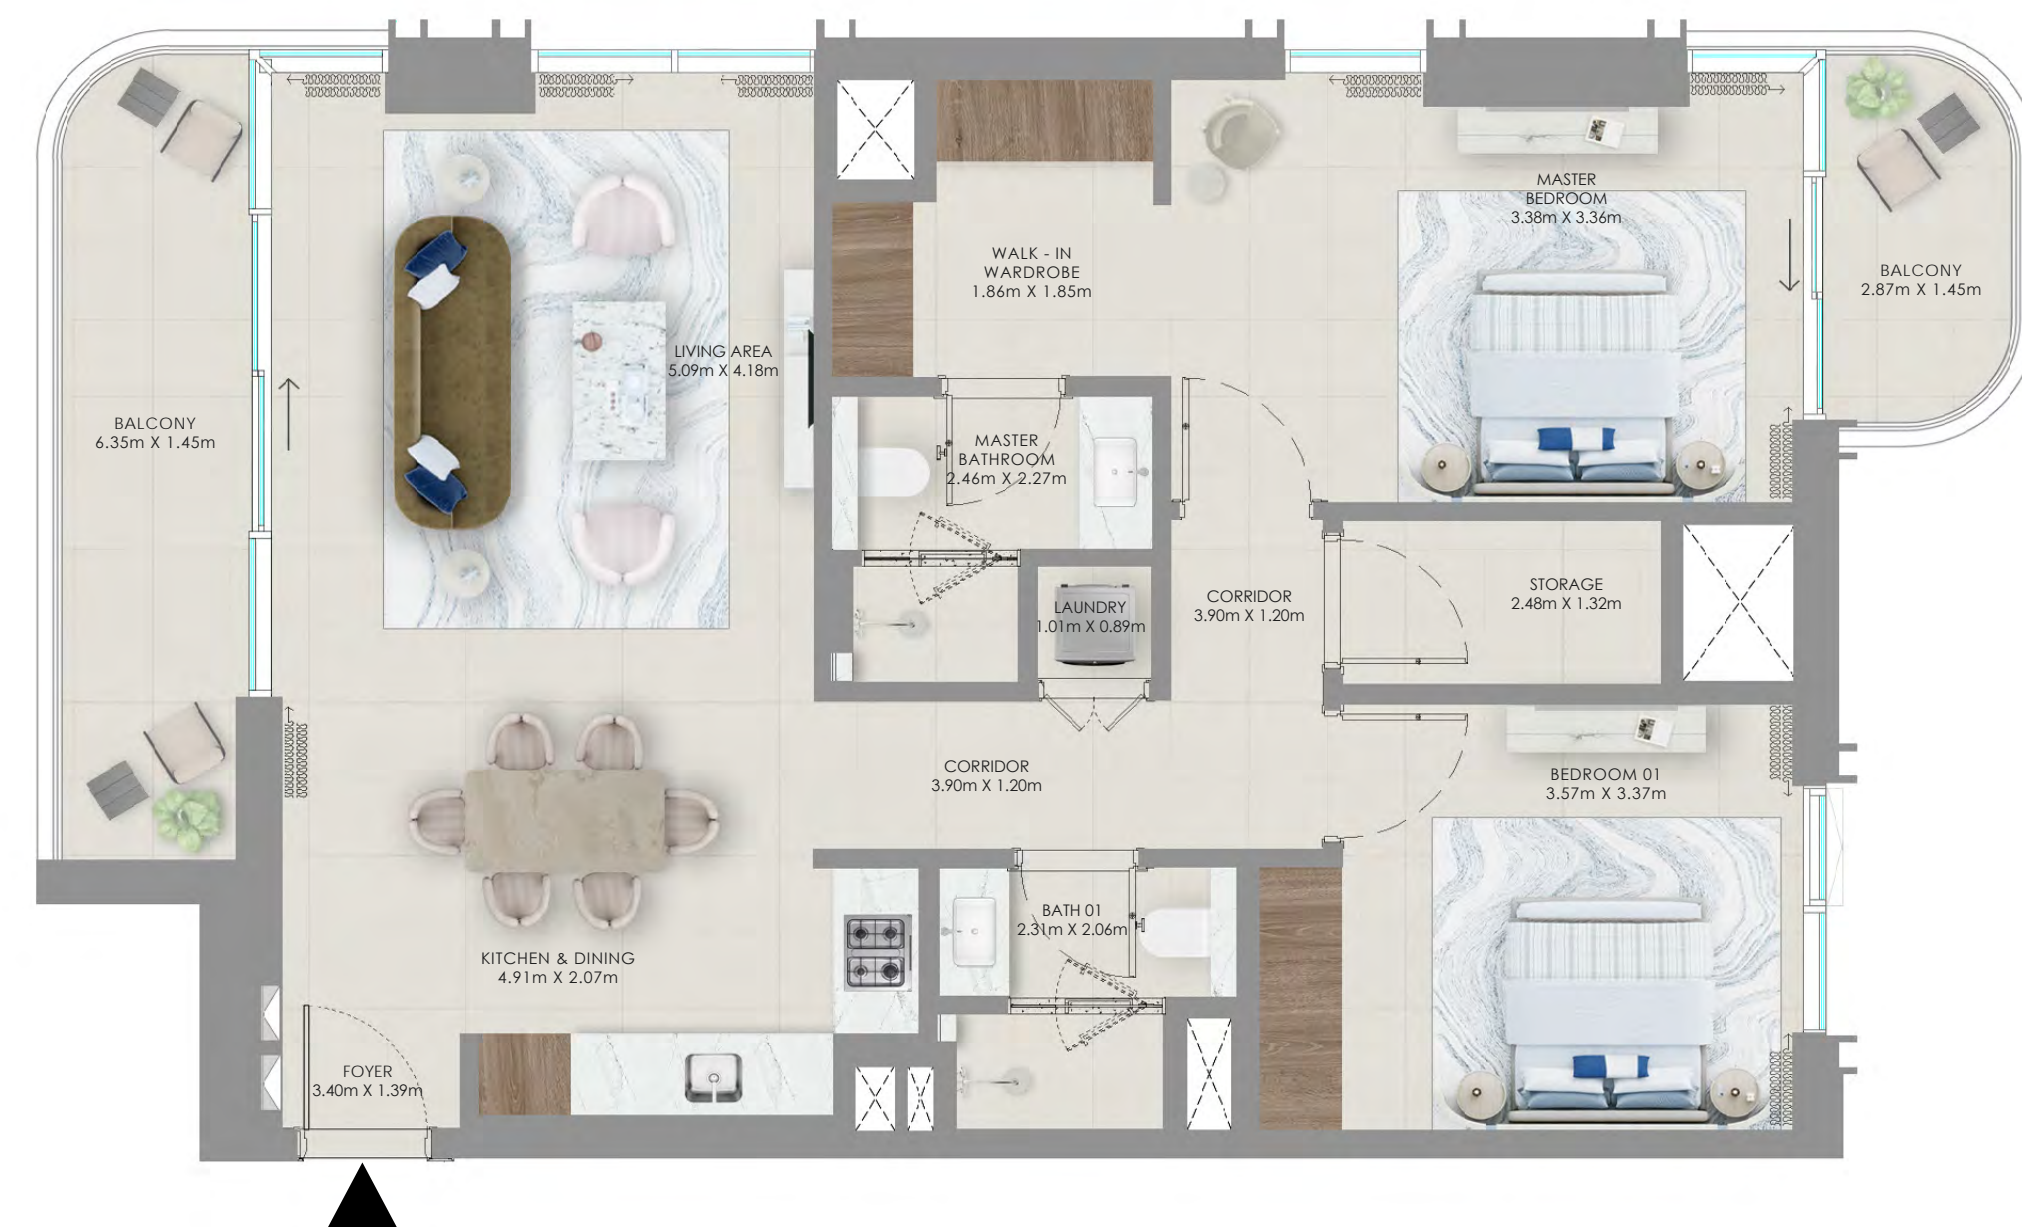 MASTER
BEDROOM
3.38m X 3.36m
WALK - IN
WARDROBE
1.86m X 1.85m
BALCONY
2.87m X 1.45m
LIVING AREA
5.09m X 4.18m
BALCONY
6.35m X 1.45m
MASTER
BATHROOM
2.46m X 2.27m
LAUNDRY
1.01m X 0.89m
CORRIDOR
3.90m X 1.20m
STORAGE
2.48m X 1.32m
CORRIDOR
3.90m X 1.20m
BEDROOM 01
3.57m X 3.37m
BATH 01
2.31m X 2.06m
KITCHEN & DINING
4.91m X 2.07m
FOYER
3.40m X 1.39m